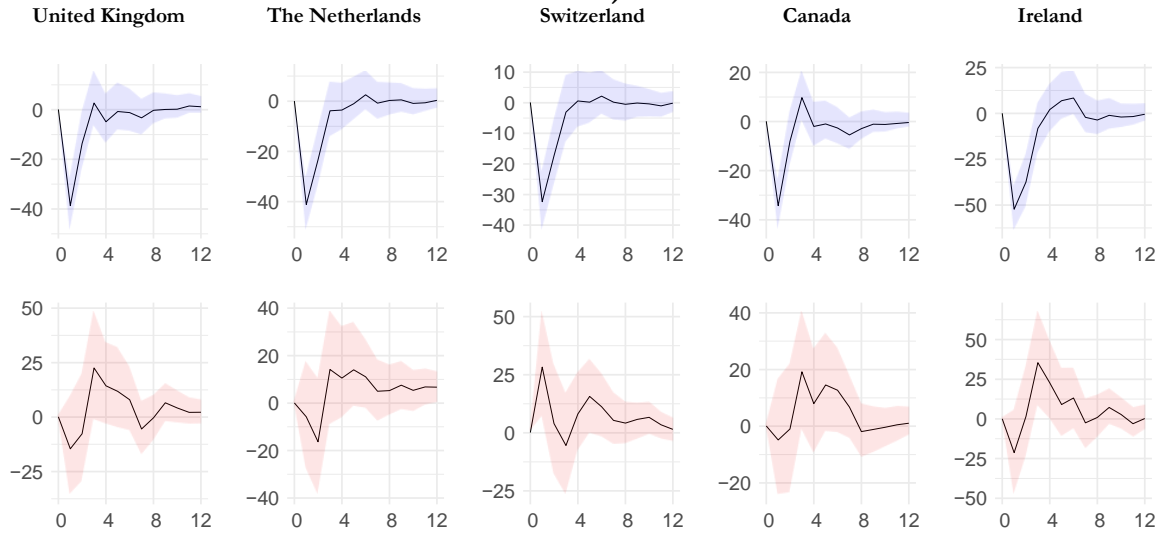 United Kingdom The Netherlands Switzerland Canada Ireland
0 0 10 20 25
−20 −20 0 0 0
−40 −40 −10 −20 −25
−20 −40 −50
−30
−40
0 4 8 12 0 4 8 12 0 4 8 12 0 4 8 12 0 4 8 12
50 40 50 40 50
25 20 25 20 25
0 0 0 0 0
−25 −20 −25 −20 −25
−40 −50
0 4 8 12 0 4 8 12 0 4 8 12 0 4 8 12 0 4 8 12